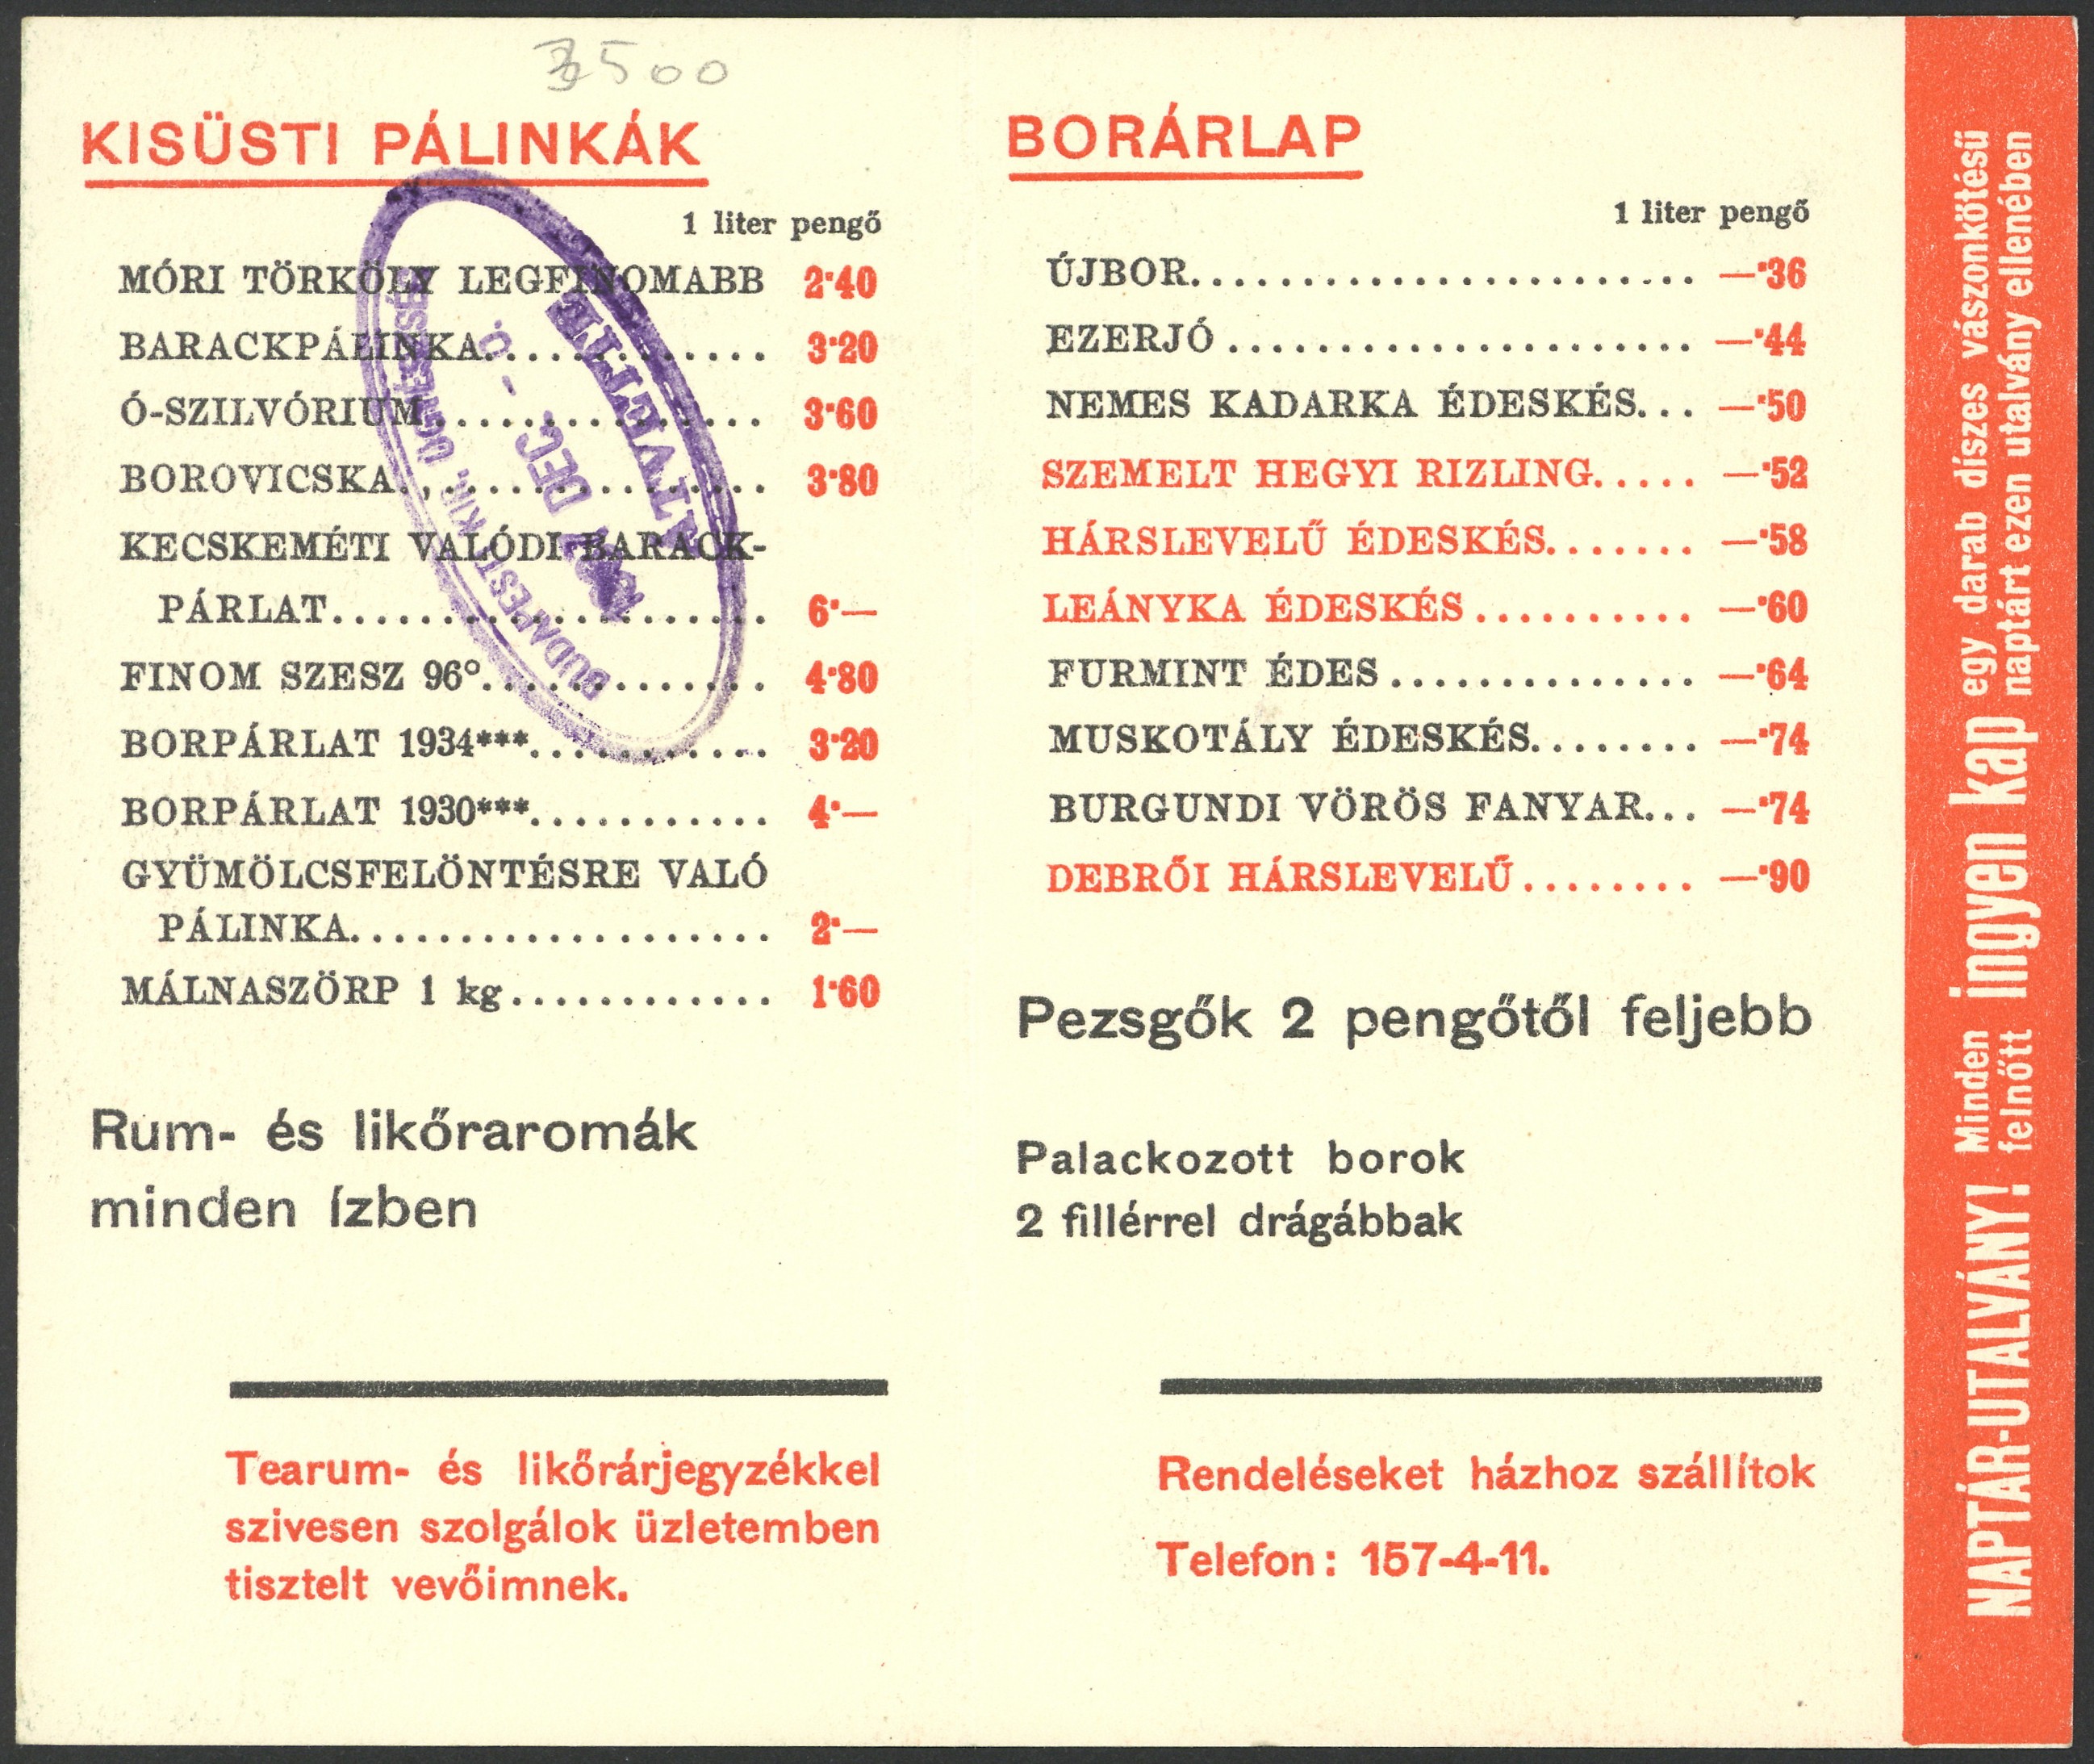 3500
KISÜSTI PÁLINKÁK
1 liter pengő
MÓRI TÖRKÖLY LEGFINOMABB 2·40
BARACKPÁLINKA............. 3·20
Ó-SZILVÓRIUM.............. 3·60
BOROVICSKA................ 3·80
KECSKEMÉTI VALÓDI BARACK-
PÁRLAT.................... 6·—
FINOM SZESZ 96°............. 4·80
BORPÁRLAT 1934***........... 3·20
BORPÁRLAT 1930***........... 4·—
GYÜMÖLCSFELÖNTÉSRE VALÓ
PÁLINKA................... 2·—
MÁLNASZÖRP 1 kg............ 1·60
Rum- és likőraromák
minden ízben
Tearum- és likőrárjegyzékkel
szivesen szolgálok üzletemben
tisztelt vevőimnek.
BUDAPESTI KIR. ÜGYÉSZSÉG
DEC.
ÁTVETTE
BORÁRLAP
1 liter pengő
ÚJBOR........................ —·36
EZERJÓ...................... —·44
NEMES KADARKA ÉDESKÉS... —·50
SZEMELT HEGYI RIZLING..... —·52
HÁRSLEVELŰ ÉDESKÉS....... —·58
LEÁNYKA ÉDESKÉS.......... —·60
FURMINT ÉDES.............. —·64
MUSKOTÁLY ÉDESKÉS........ —·74
BURGUNDI VÖRÖS FANYAR... —·74
DEBRŐI HÁRSLEVELŰ........ —·90
Pezsgők 2 pengőtől feljebb
Palackozott borok
2 fillérrel drágábbak
Rendeléseket házhoz szállítok
Telefon: 157-4-11.
NAPTÁR-UTALVÁNY! Minden felnőtt ingyen kap egy darab díszes vászonkötésű
naptárt ezen utalvány ellenében